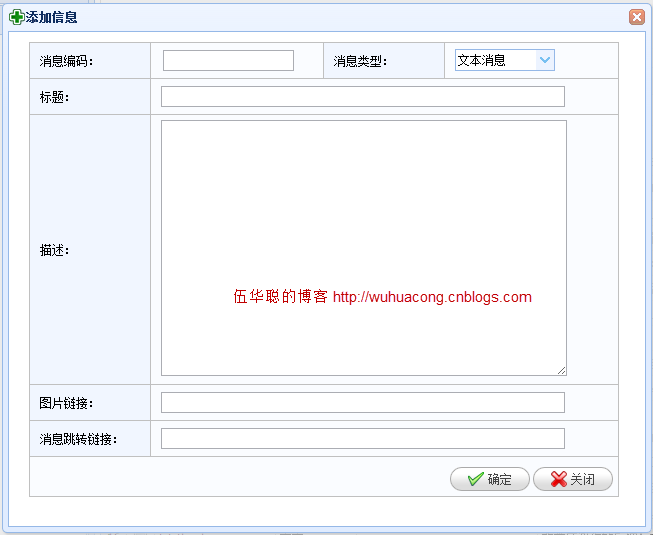 添加信息
消息编码： 消息类型： 文本消息
标题：
描述：
伍华聪的博客 http://wuhuacong.cnblogs.com
图片链接：
消息跳转链接：
确定 关闭